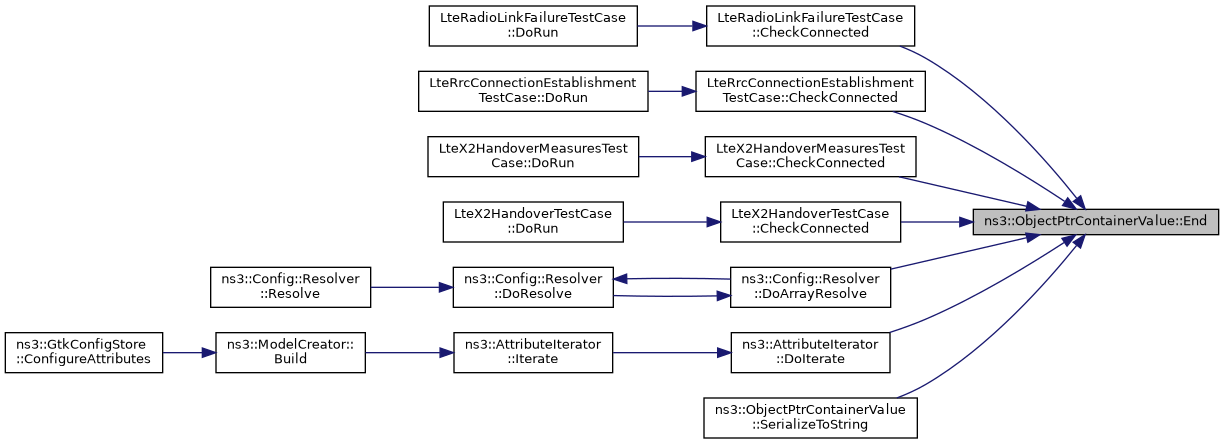 LteRadioLinkFailureTestCase
::DoRun
LteRadioLinkFailureTestCase
::CheckConnected
LteRrcConnectionEstablishment
TestCase::DoRun
LteRrcConnectionEstablishment
TestCase::CheckConnected
LteX2HandoverMeasuresTest
Case::DoRun
LteX2HandoverMeasuresTest
Case::CheckConnected
LteX2HandoverTestCase
::DoRun
LteX2HandoverTestCase
::CheckConnected
ns3::ObjectPtrContainerValue::End
ns3::Config::Resolver
::Resolve
ns3::Config::Resolver
::DoResolve
ns3::Config::Resolver
::DoArrayResolve
ns3::GtkConfigStore
::ConfigureAttributes
ns3::ModelCreator::
Build
ns3::AttributeIterator
::Iterate
ns3::AttributeIterator
::DoIterate
ns3::ObjectPtrContainerValue
::SerializeToString